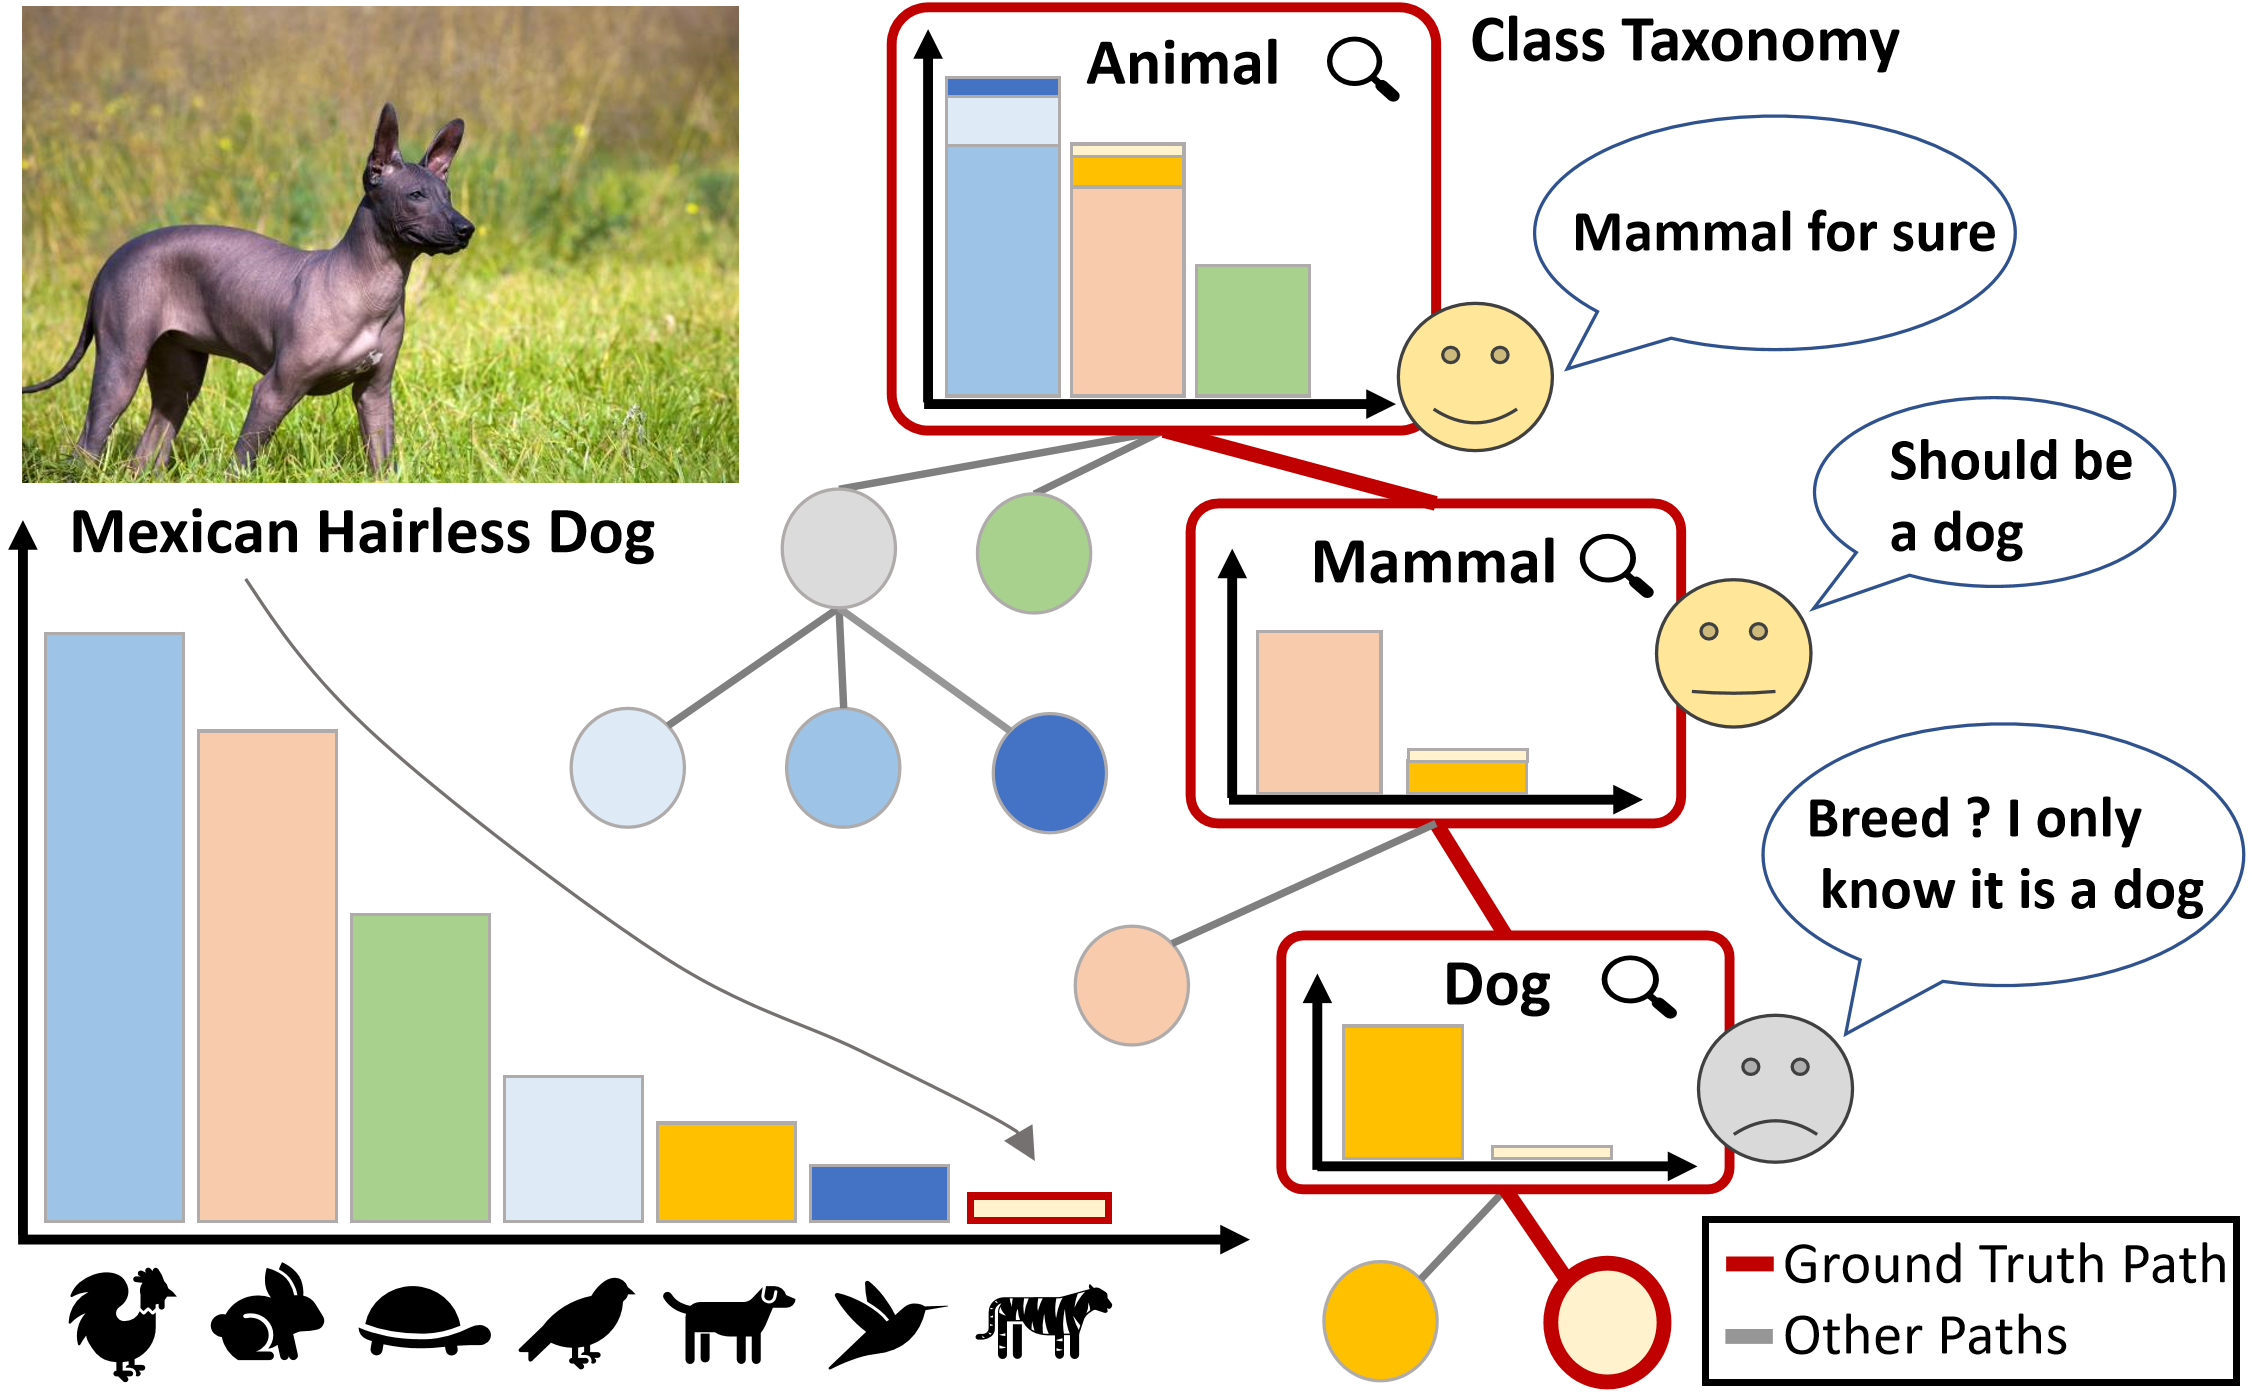 Class Taxonomy
Animal
Mammal for sure
Should be
a dog
Mexican Hairless Dog
Mammal
Breed ? I only
know it is a dog
Dog
Ground Truth Path
Other Paths